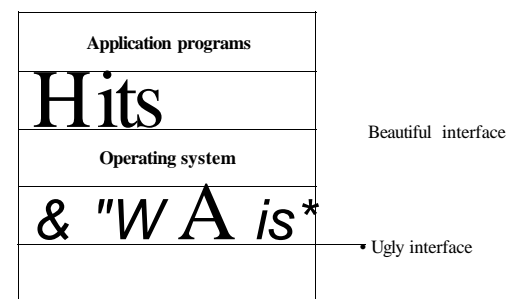 Application programs
Hits
Beautiful interface
Operating system
& "W A is*
• Ugly interface